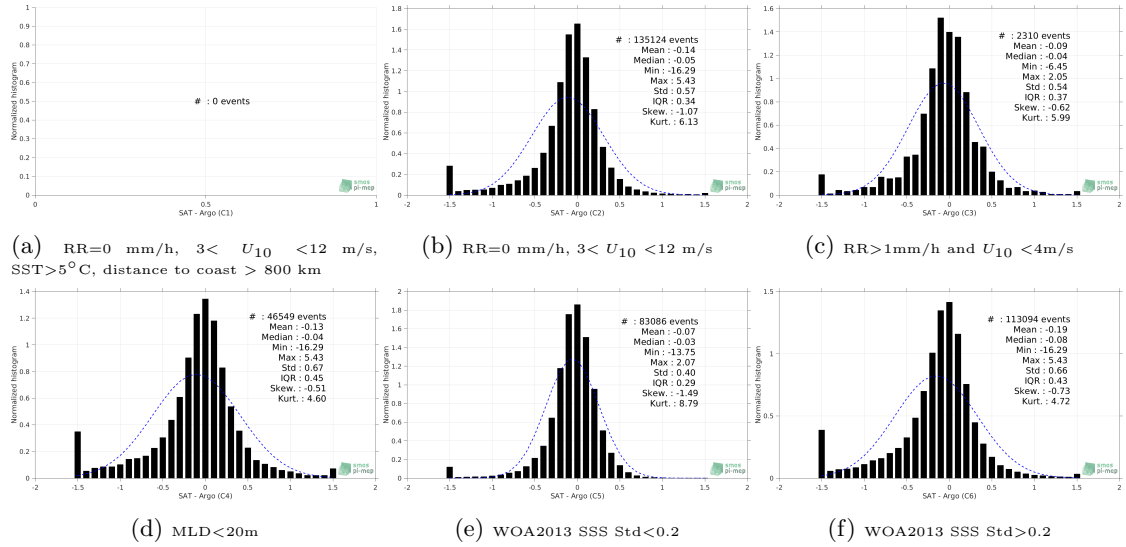 1
0.9
0.8
0.7
0.6
0.5
0.4
0.3
0.2
0.1
0
Normalized histogram
# : 0 events
smos
pi-mep
0 0.5 1
SAT - Argo (C1)
(a) RR=0 mm/h, 3< U10 <12 m/s,
SST>5°C, distance to coast > 800 km
1.8
1.6
1.4
1.2
1
0.8
0.6
0.4
0.2
0
Normalized histogram
# : 135124 events
Mean : -0.14
Median : -0.05
Min : -16.29
Max : 5.43
Std : 0.57
IQR : 0.34
Skew. : -1.07
Kurt. : 6.13
smos
pi-mep
-2 -1.5 -1 -0.5 0 0.5 1 1.5 2
SAT - Argo (C2)
(b) RR=0 mm/h, 3< U10 <12 m/s
1.6
1.4
1.2
1
0.8
0.6
0.4
0.2
0
Normalized histogram
# : 2310 events
Mean : -0.09
Median : -0.04
Min : -6.45
Max : 2.05
Std : 0.54
IQR : 0.37
Skew. : -0.62
Kurt. : 5.99
smos
pi-mep
-2 -1.5 -1 -0.5 0 0.5 1 1.5 2
SAT - Argo (C3)
(c) RR>1mm/h and U10 <4m/s
1.4
1.2
1
0.8
0.6
0.4
0.2
0
Normalized histogram
# : 46549 events
Mean : -0.13
Median : -0.04
Min : -16.29
Max : 5.43
Std : 0.67
IQR : 0.45
Skew. : -0.51
Kurt. : 4.60
smos
pi-mep
-2 -1.5 -1 -0.5 0 0.5 1 1.5 2
SAT - Argo (C4)
(d) MLD<20m
2
1.8
1.6
1.4
1.2
1
0.8
0.6
0.4
0.2
0
Normalized histogram
# : 83086 events
Mean : -0.07
Median : -0.03
Min : -13.75
Max : 2.07
Std : 0.40
IQR : 0.29
Skew. : -1.49
Kurt. : 8.79
smos
pi-mep
-2 -1.5 -1 -0.5 0 0.5 1 1.5 2
SAT - Argo (C5)
(e) WOA2013 SSS Std<0.2
1.5
1
0.5
0
Normalized histogram
# : 113094 events
Mean : -0.19
Median : -0.08
Min : -16.29
Max : 5.43
Std : 0.66
IQR : 0.43
Skew. : -0.73
Kurt. : 4.72
smos
pi-mep
-2 -1.5 -1 -0.5 0 0.5 1 1.5 2
SAT - Argo (C6)
(f) WOA2013 SSS Std>0.2